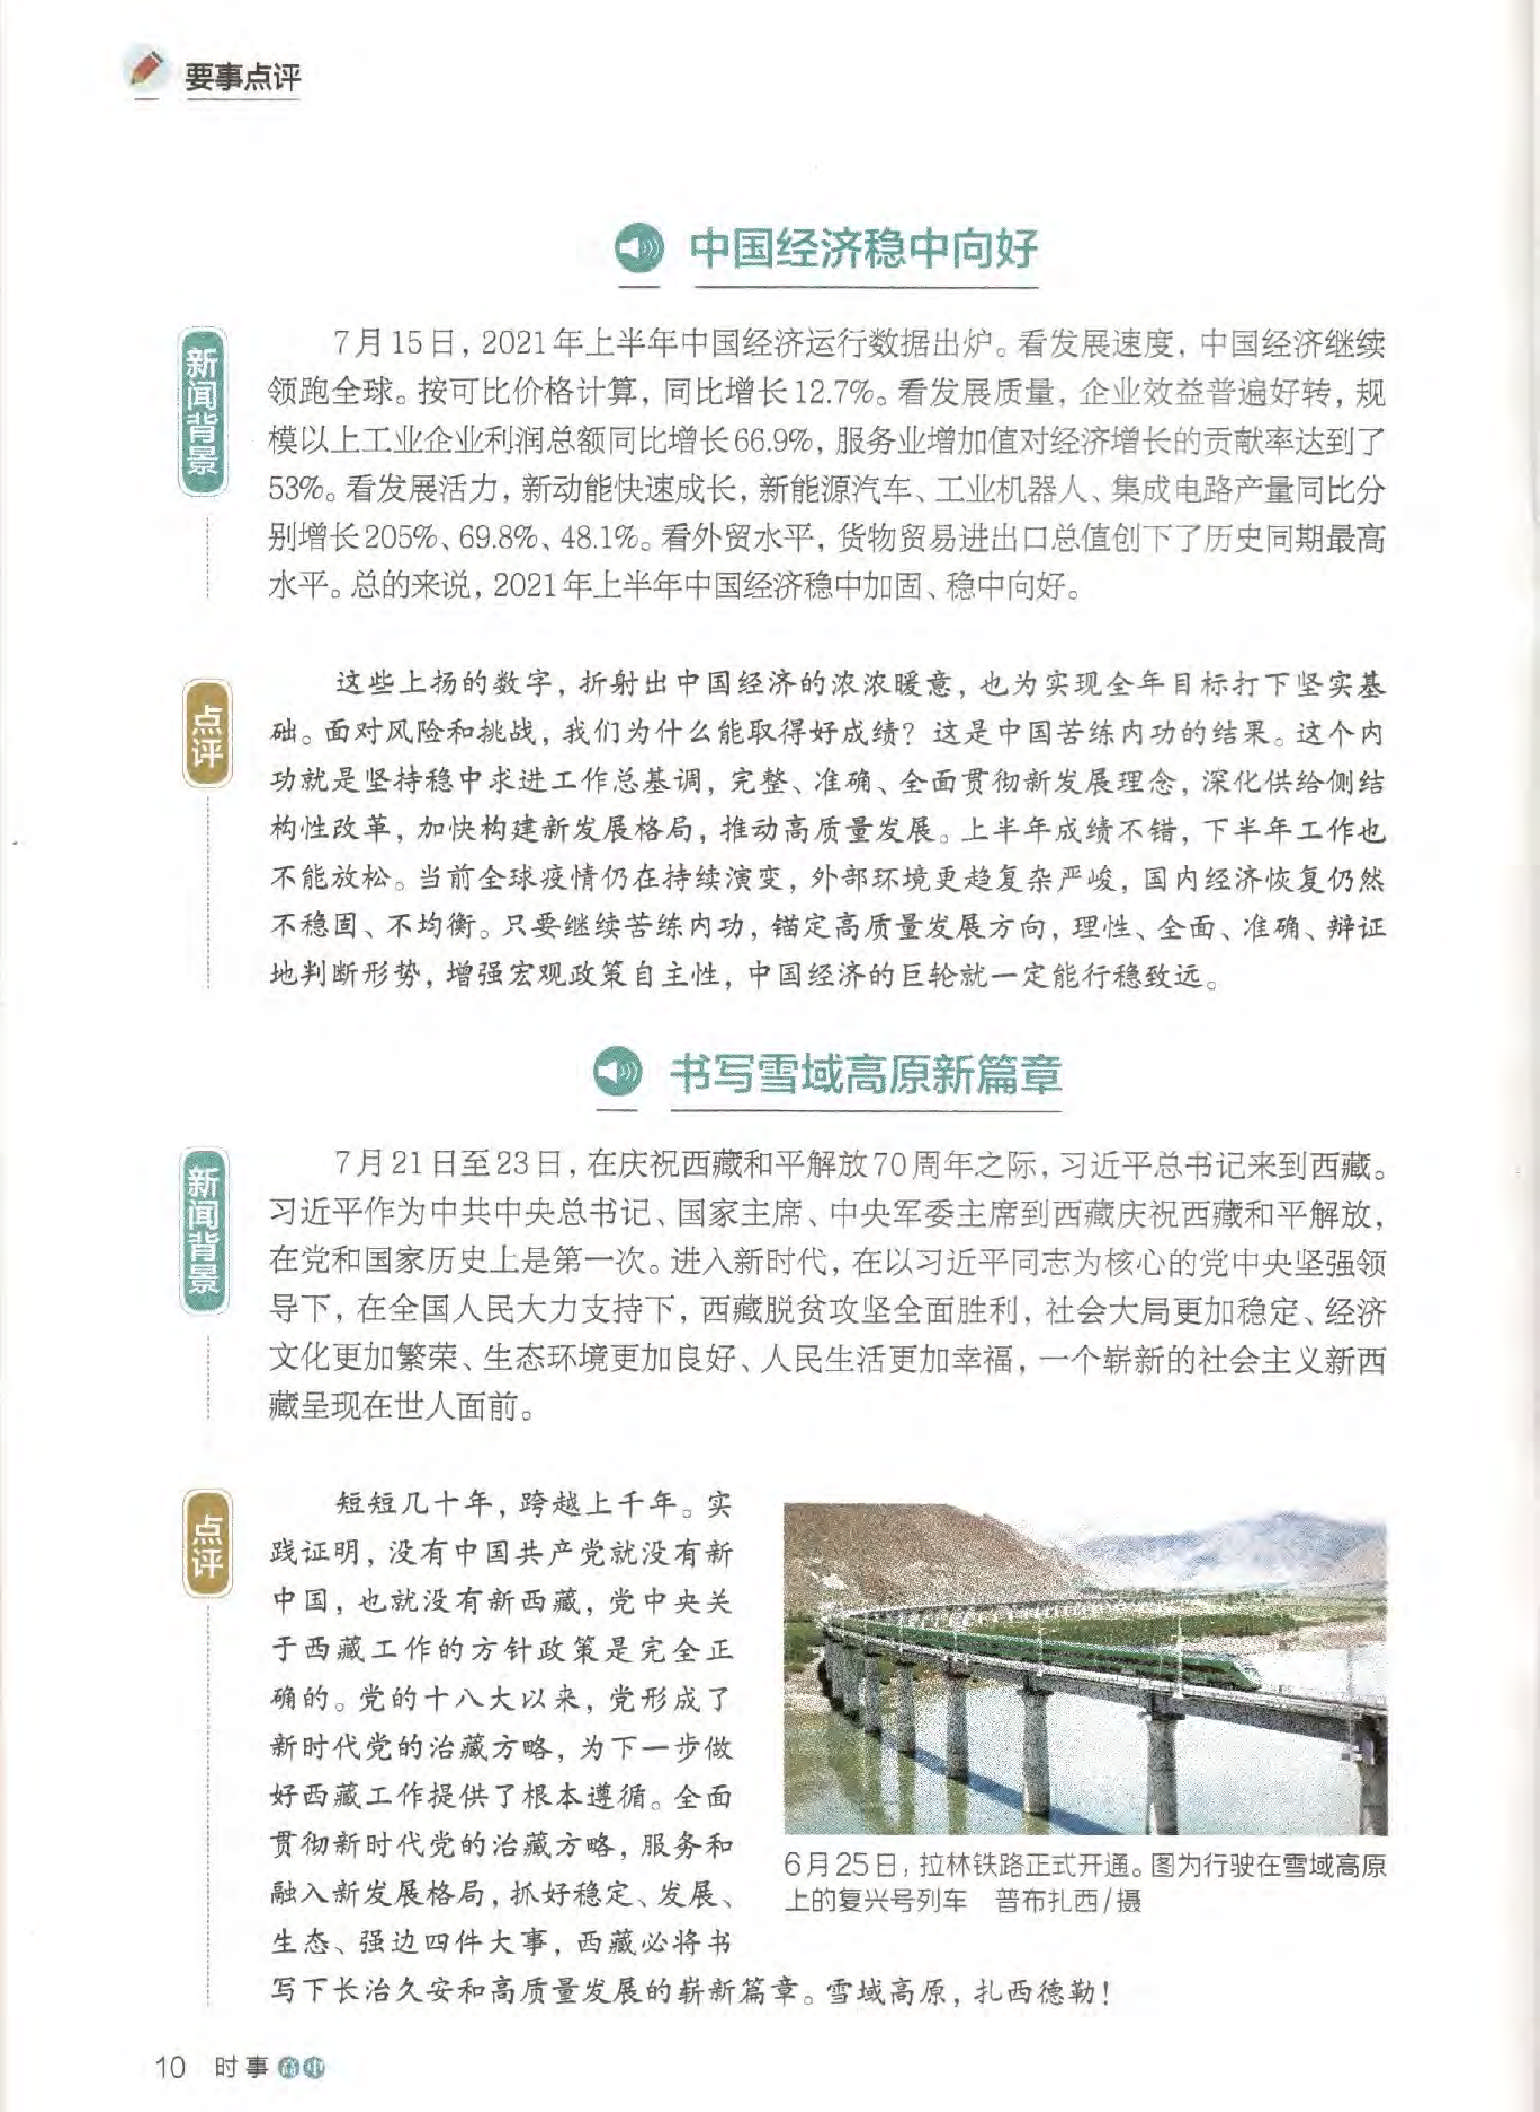 要事点评
中国经济稳中向好
新闻背景
7月15日，2021年上半年中国经济运行数据出炉。看发展速度，中国经济继续
领跑全球。按可比价格计算，同比增长12.7%。看发展质量，企业效益普遍好转，规
模以上工业企业利润总额同比增长66.9%，服务业增加值对经济增长的贡献率达到了
53%。看发展活力，新动能快速成长，新能源汽车、工业机器人、集成电路产量同比分
别增长205%、69.8%、48.1%。看外贸水平，货物贸易进出口总值创下了历史同期最高
水平。总的来说，2021年上半年中国经济稳中加固、稳中向好。
点评
这些上扬的数字，折射出中国经济的浓浓暖意，也为实现全年目标打下坚实基
础。面对风险和挑战，我们为什么能取得好成绩？这是中国苦练内功的结果。这个内
功就是坚持稳中求进工作总基调，完整、准确、全面贯彻新发展理念，深化供给侧结
构性改革，加快构建新发展格局，推动高质量发展。上半年成绩不错，下半年工作也
不能放松。当前全球疫情仍在持续演变，外部环境更趋复杂严峻，国内经济恢复仍然
不稳固、不均衡。只要继续苦练内功，锚定高质量发展方向，理性、全面、准确、辩证
地判断形势，增强宏观政策自主性，中国经济的巨轮就一定能行稳致远。
书写雪域高原新篇章
新闻背景
7月21日至23日，在庆祝西藏和平解放70周年之际，习近平总书记来到西藏。
习近平作为中共中央总书记、国家主席、中央军委主席到西藏庆祝西藏和平解放，
在党和国家历史上是第一次。进入新时代，在以习近平同志为核心的党中央坚强领
导下，在全国人民大力支持下，西藏脱贫攻坚全面胜利，社会大局更加稳定、经济
文化更加繁荣、生态环境更加良好、人民生活更加幸福，一个崭新的社会主义新西
藏呈现在世人面前。
点评
短短几十年，跨越上千年。实
践证明，没有中国共产党就没有新
中国，也就没有新西藏，党中央关
于西藏工作的方针政策是完全正
确的。党的十八大以来，党形成了
新时代党的治藏方略，为下一步做
好西藏工作提供了根本遵循。全面
贯彻新时代党的治藏方略，服务和
融入新发展格局，抓好稳定、发展、
生态、强边四件大事，西藏必将书
写下长治久安和高质量发展的崭新篇章。雪域高原，扎西德勒！
6月25日，拉林铁路正式开通。图为行驶在雪域高原
上的复兴号列车 普布扎西/摄
10 时事高中